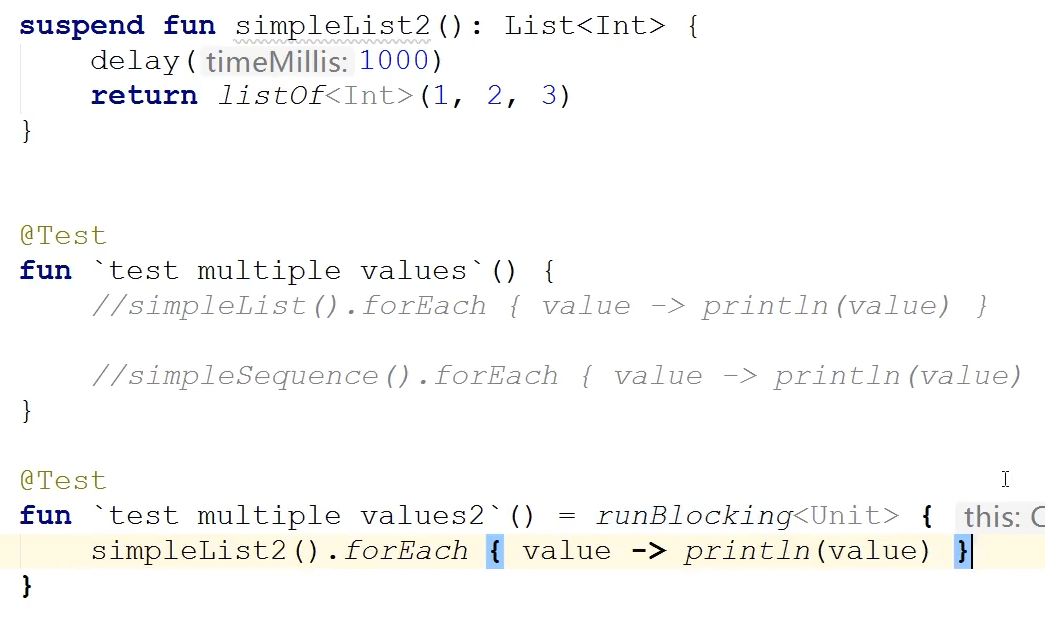 suspend fun simpleList2(): List<Int> {
    delay( timeMillis: 1000)
    return listOf<Int>(1, 2, 3)
}
@Test
fun `test multiple values`() {
    //simpleList().forEach { value -> println(value) }
    //simpleSequence().forEach { value -> println(value)
}
@Test
fun `test multiple values2`() = runBlocking<Unit> { this: C
    simpleList2().forEach { value -> println(value) }
}